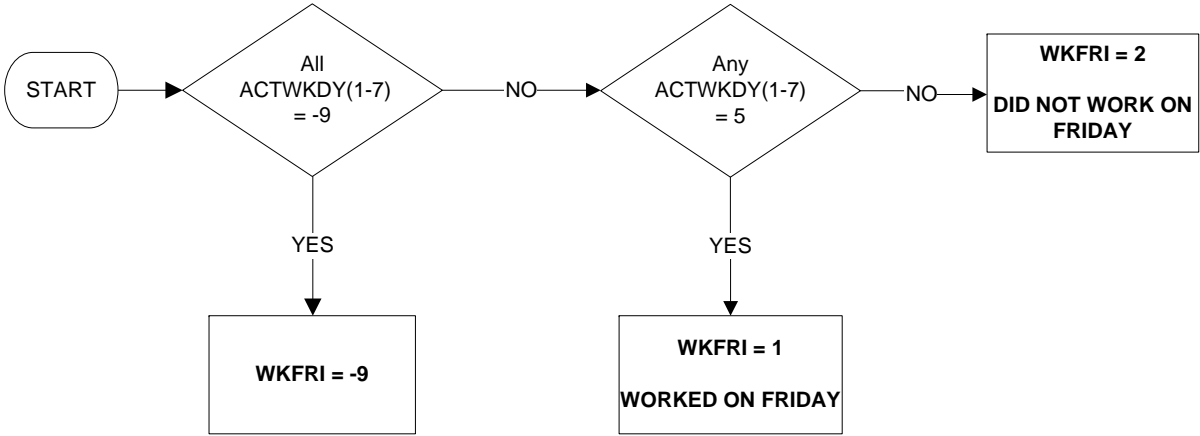 START
All
ACTWKDY(1-7)
= -9
NO
Any
ACTWKDY(1-7)
= 5
NO
WKFRI = 2
DID NOT WORK ON
FRIDAY
YES
YES
WKFRI = -9
WKFRI = 1
WORKED ON FRIDAY